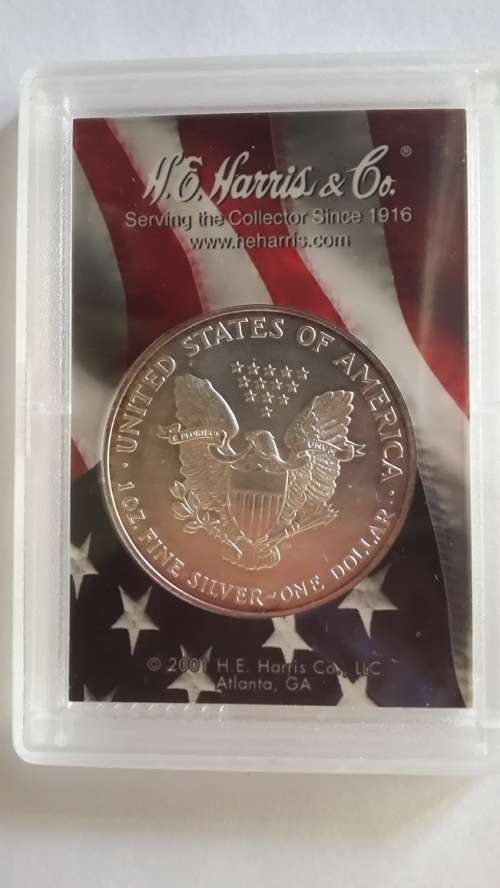 H.E. Harris & Co.®
Serving the Collector Since 1916
www.heharris.com
UNITED STATES OF AMERICA
E PLURIBUS UNUM
1 OZ. FINE SILVER~ONE DOLLAR
© 2001 H.E. Harris Co., LLC
Atlanta, GA